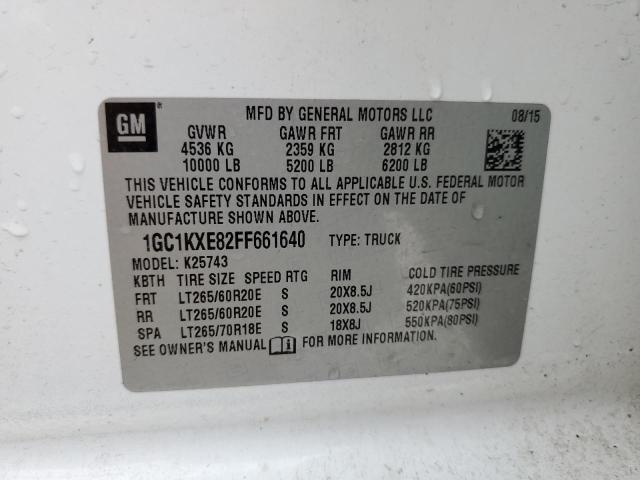 GM
MFD BY GENERAL MOTORS LLC 08/15
GVWR GAWR FRT GAWR RR
4536 KG 2359 KG 2812 KG
10000 LB 5200 LB 6200 LB
THIS VEHICLE CONFORMS TO ALL APPLICABLE U.S. FEDERAL MOTOR
VEHICLE SAFETY STANDARDS IN EFFECT ON THE DATE OF
MANUFACTURE SHOWN ABOVE.
1GC1KXE82FF661640 TYPE: TRUCK
MODEL: K25743
KBTH TIRE SIZE SPEED RTG RIM COLD TIRE PRESSURE
FRT LT265/60R20E S 20X8.5J 420KPA(60PSI)
RR LT265/60R20E S 20X8.5J 520KPA(75PSI)
SPA LT265/70R18E S 18X8J 550KPA(80PSI)
SEE OWNER'S MANUAL i FOR MORE INFORMATION.